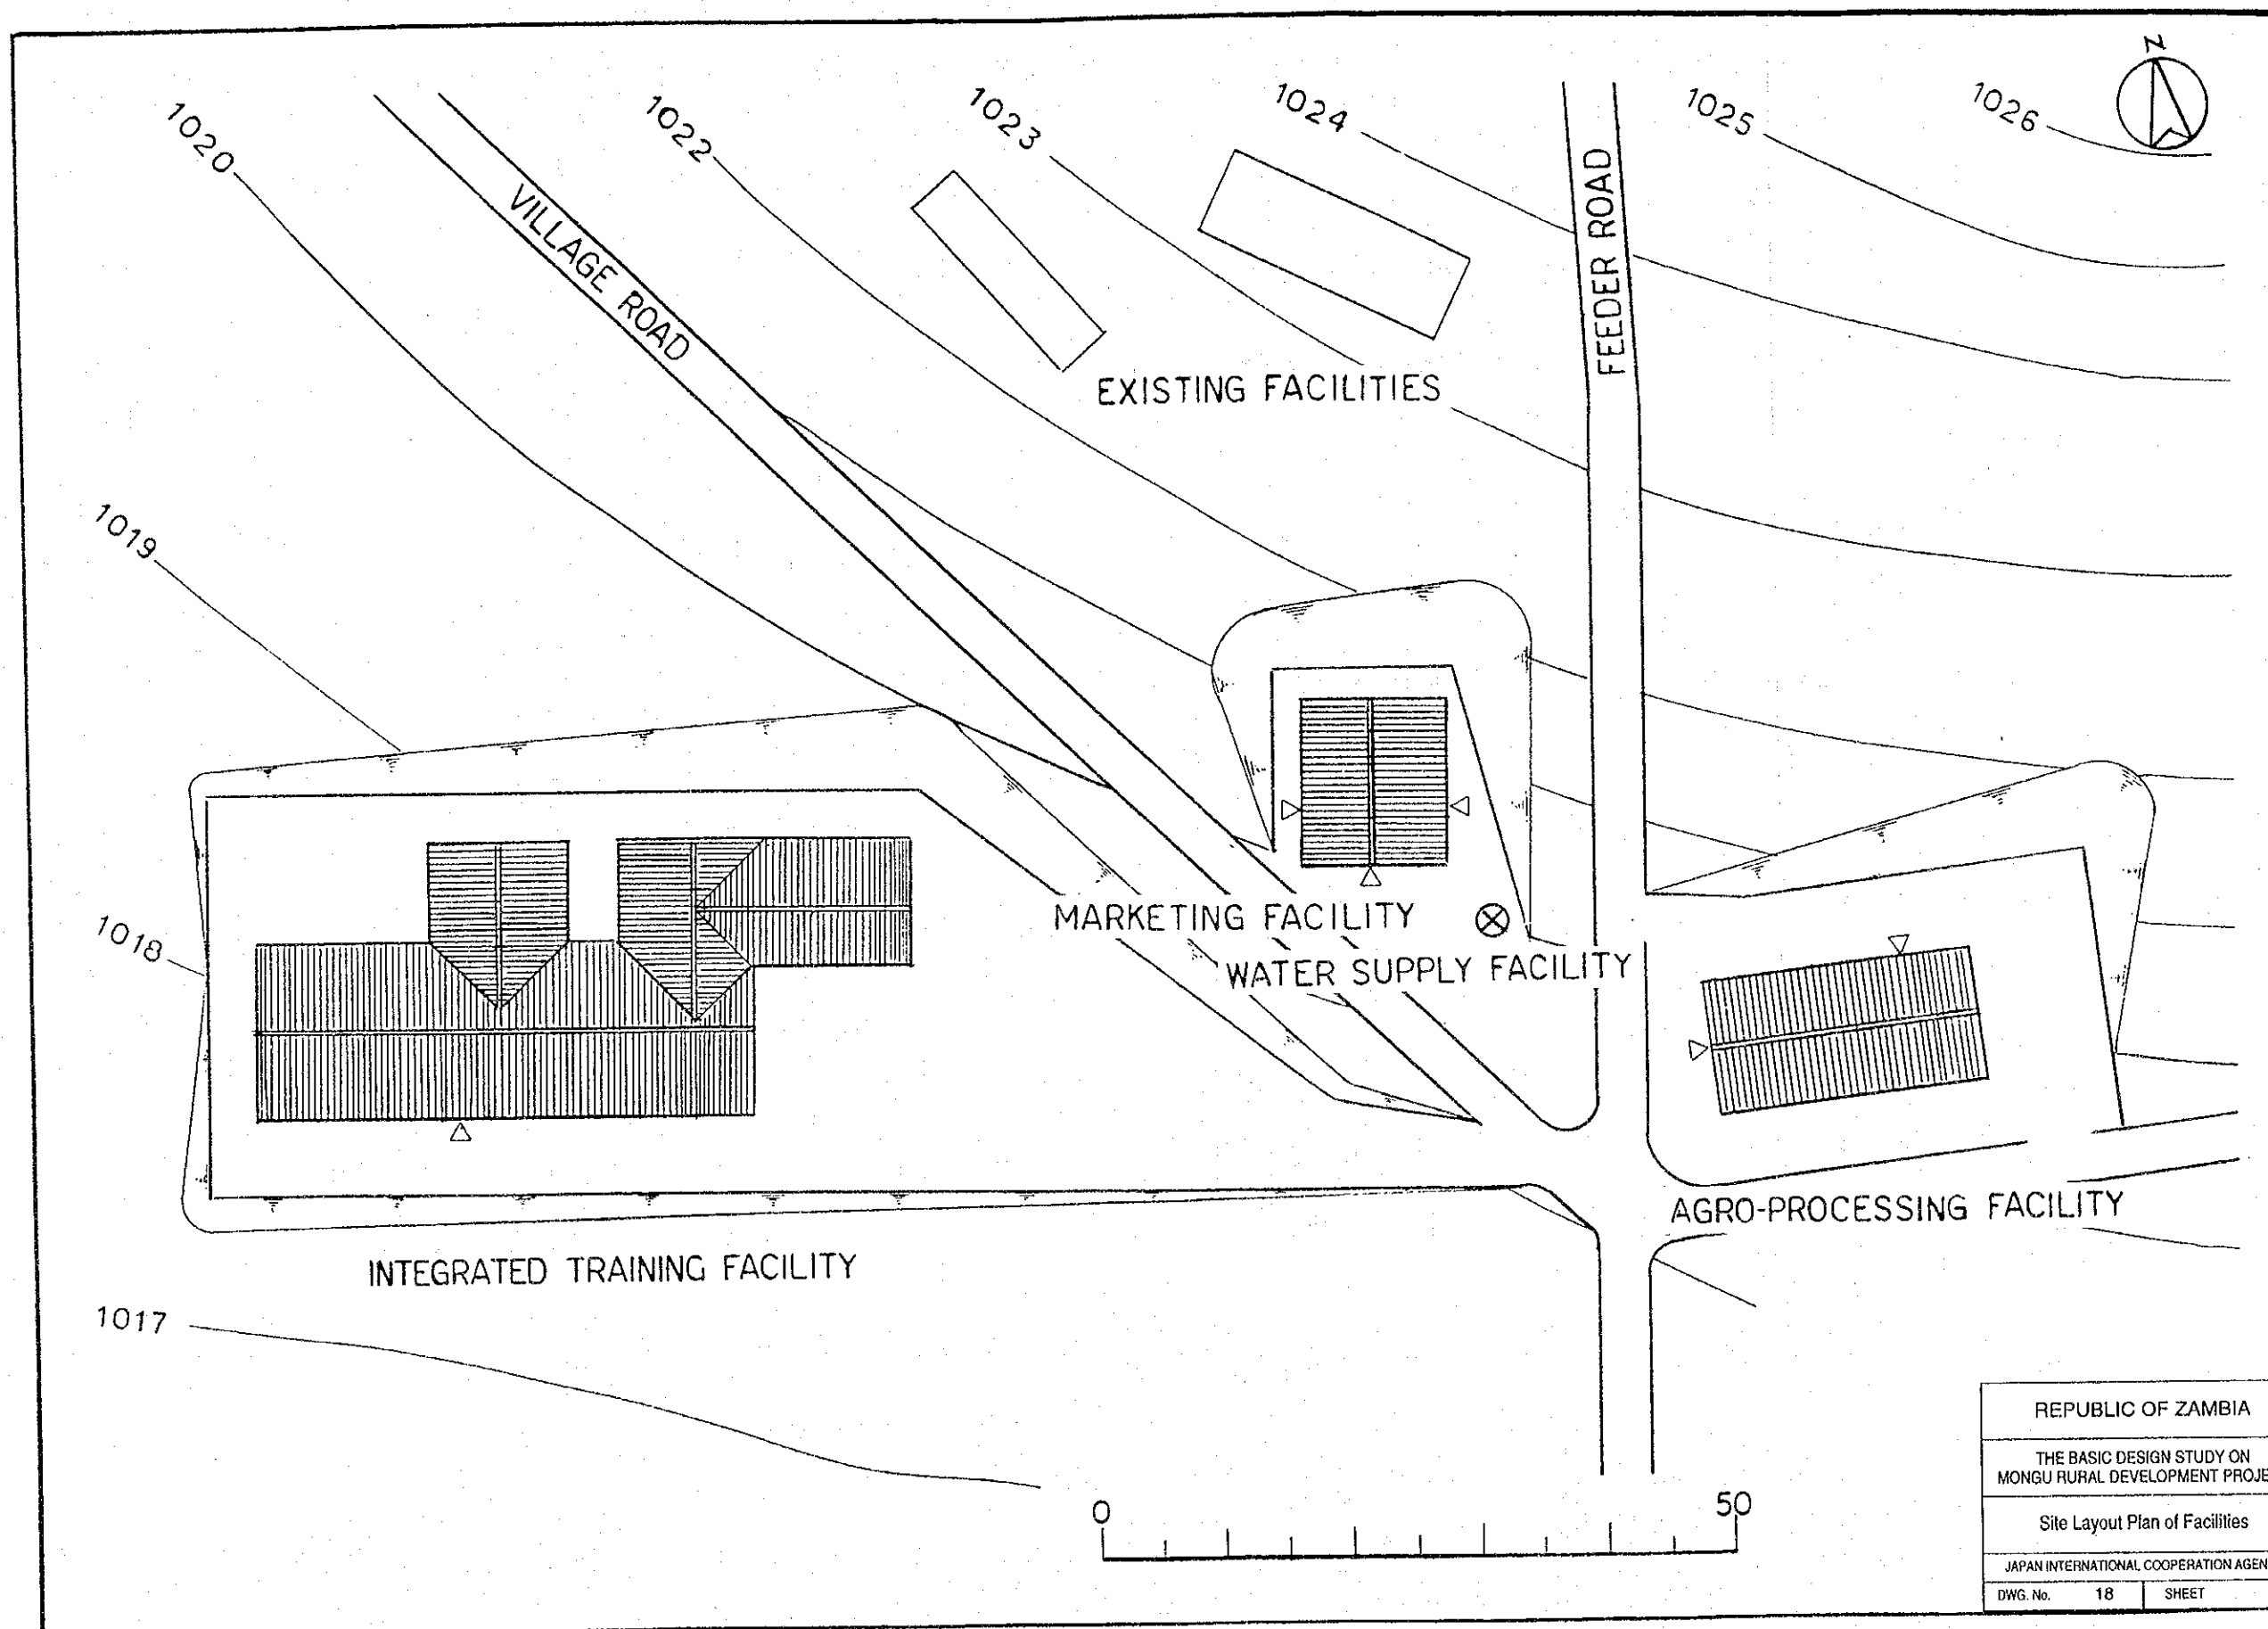 N
1020
1022
1023
1024
1025
1026
VILLAGE ROAD
FEEDER ROAD
EXISTING FACILITIES
1019
1018
MARKETING FACILITY
WATER SUPPLY FACILITY
AGRO-PROCESSING FACILITY
INTEGRATED TRAINING FACILITY
1017
0
50
REPUBLIC OF ZAMBIA
THE BASIC DESIGN STUDY ON
MONGU RURAL DEVELOPMENT PROJE
Site Layout Plan of Facilities
JAPAN INTERNATIONAL COOPERATION AGEN
DWG. No. 18 SHEET